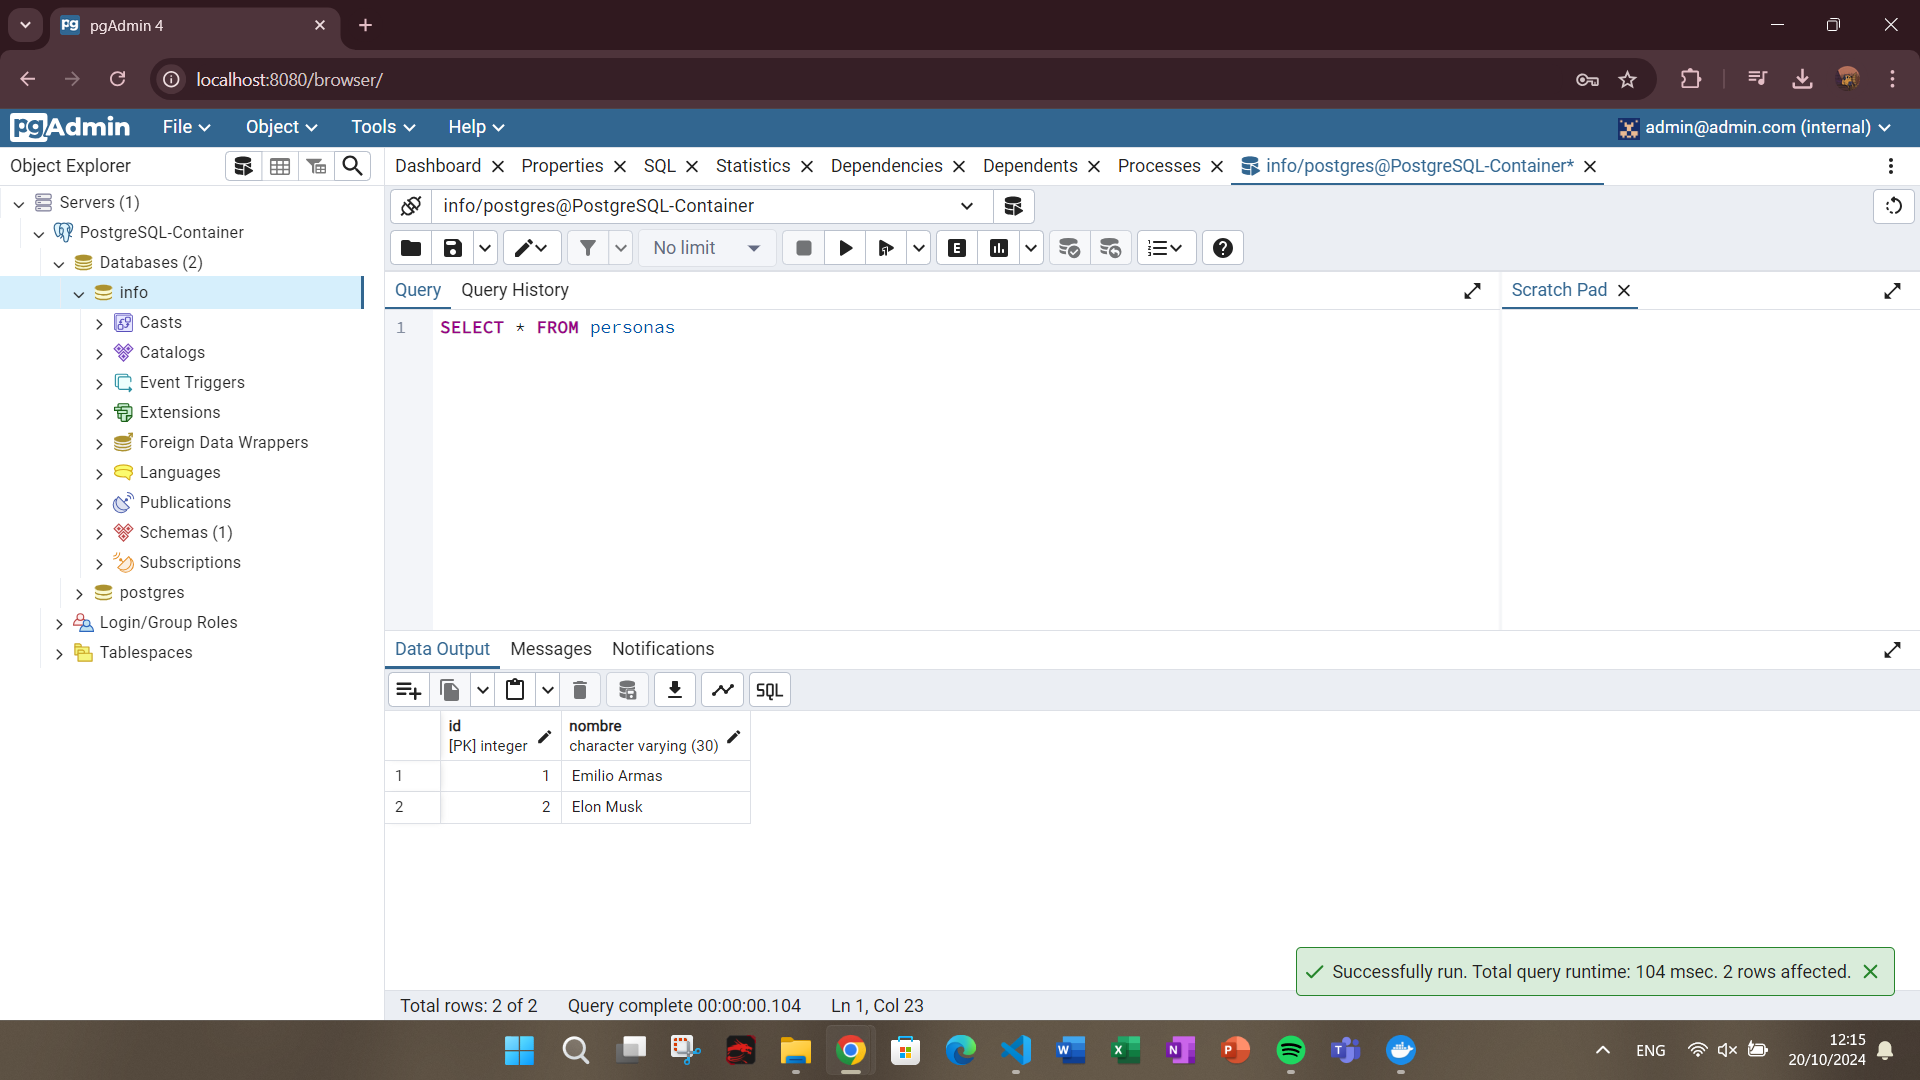 pgAdmin 4
localhost:8080/browser/
pgAdmin File Object Tools Help admin@admin.com (internal)
Object Explorer
Dashboard Properties SQL Statistics Dependencies Dependents Processes info/postgres@PostgreSQL-Container*
Servers (1)
PostgreSQL-Container
Databases (2)
info
Casts
Catalogs
Event Triggers
Extensions
Foreign Data Wrappers
Languages
Publications
Schemas (1)
Subscriptions
postgres
Login/Group Roles
Tablespaces
info/postgres@PostgreSQL-Container
No limit
E
Query Query History
Scratch Pad
1 SELECT * FROM personas
Data Output Messages Notifications
SQL
id nombre
[PK] integer character varying (30)
1 1 Emilio Armas
2 2 Elon Musk
Successfully run. Total query runtime: 104 msec. 2 rows affected.
Total rows: 2 of 2 Query complete 00:00:00.104 Ln 1, Col 23
ENG
12:15
20/10/2024